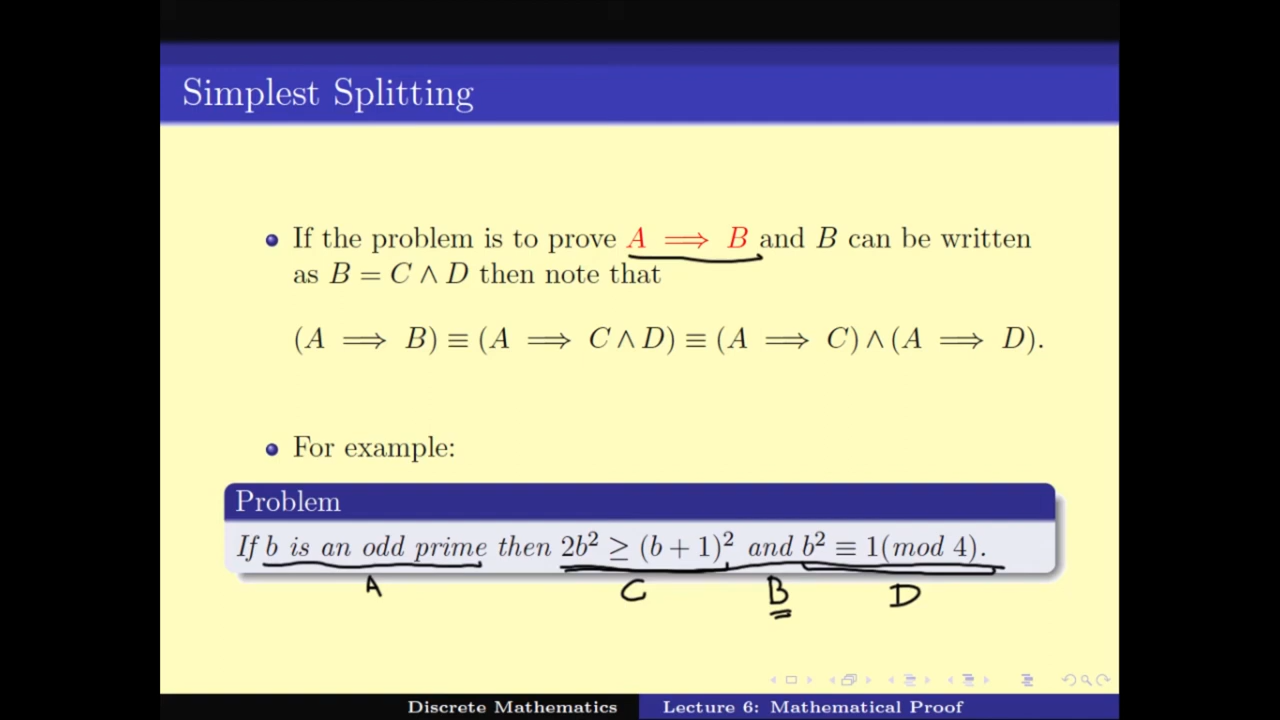 Simplest Splitting
If the problem is to prove A ⟹ B and B can be written
as B = C ∧ D then note that
(A ⟹ B) ≡ (A ⟹ C ∧ D) ≡ (A ⟹ C) ∧ (A ⟹ D).
For example:
Problem
If b is an odd prime then 2b² ≥ (b + 1)² and b² ≡ 1(mod 4).
A C B D
Discrete Mathematics Lecture 6: Mathematical Proof